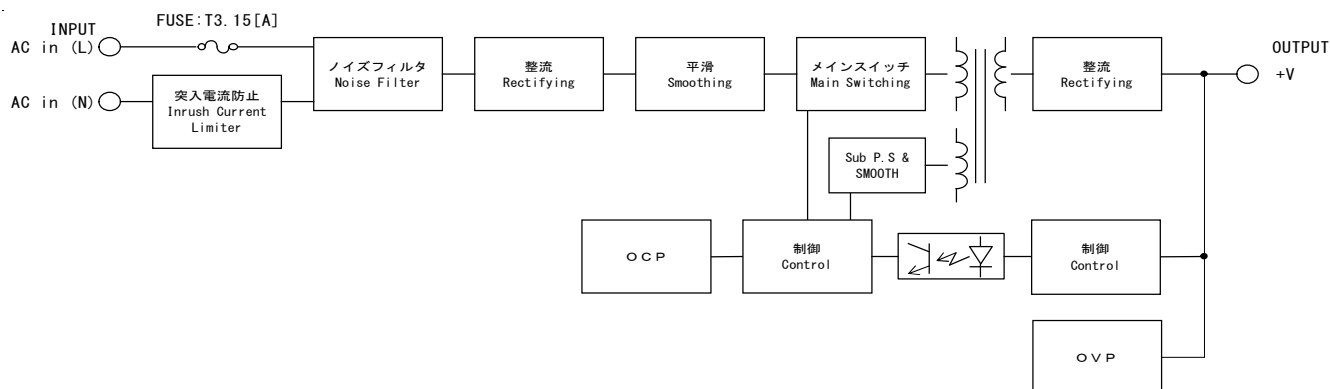 INPUT
FUSE:T3.15[A]
AC in (L)
AC in (N)
突入電流防止
Inrush Current
Limiter
ノイズフィルタ
Noise Filter
整流
Rectifying
平滑
Smoothing
メインスイッチ
Main Switching
整流
Rectifying
OUTPUT
+V
Sub P.S &
SMOOTH
OCP
制御
Control
制御
Control
OVP